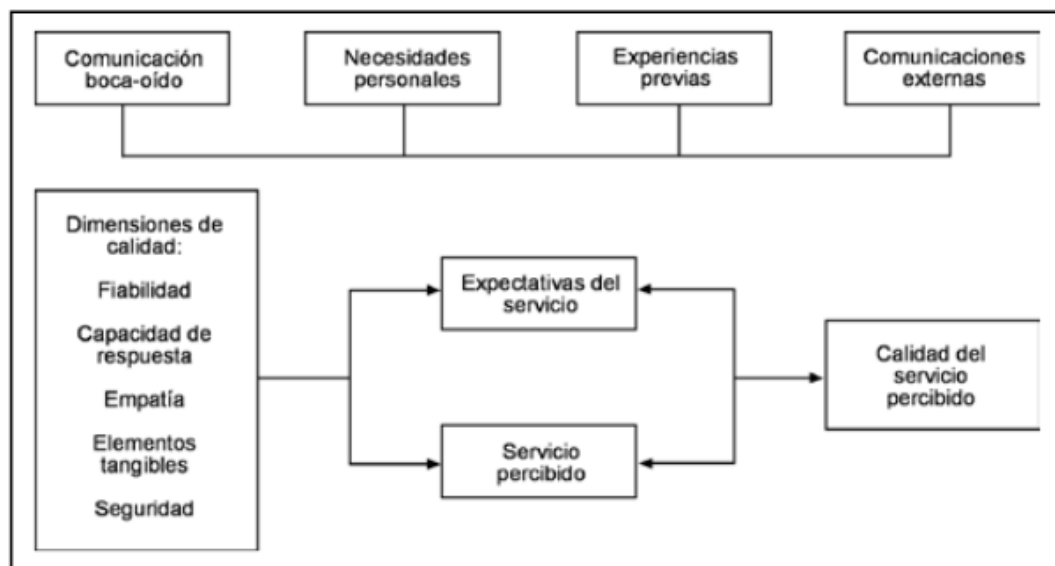 Comunicación
boca-oído
Necesidades
personales
Experiencias
previas
Comunicaciones
externas
Dimensiones de
calidad:
Fiabilidad
Capacidad de
respuesta
Empatía
Elementos
tangibles
Seguridad
Expectativas del
servicio
Servicio
percibido
Calidad del
servicio
percibido